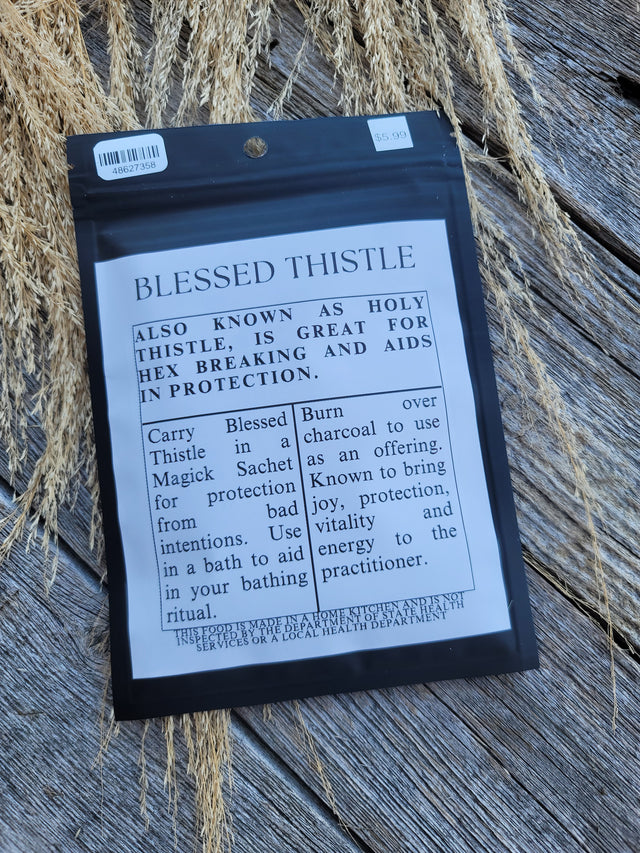 48627358
$5.99
BLESSED THISTLE
ALSO KNOWN AS HOLY
THISTLE, IS GREAT FOR
HEX BREAKING AND AIDS
IN PROTECTION.
Carry Blessed
Thistle in a
Magick Sachet
for protection
from bad
intentions. Use
in a bath to aid
in your bathing
ritual.
Burn over
charcoal to use
as an offering.
Known to bring
joy, protection,
vitality and
energy to the
practitioner.
THIS FOOD IS MADE IN A HOME KITCHEN AND IS NOT
INSPECTED BY THE DEPARTMENT OF STATE HEALTH
SERVICES OR A LOCAL HEALTH DEPARTMENT